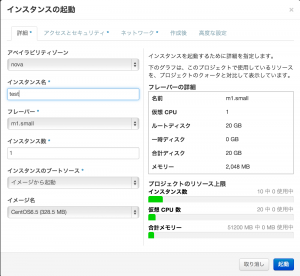 インスタンスの起動
×
詳細 *
アクセスとセキュリティ *
ネットワーク *
作成後
高度な設定
アベイラビリティゾーン
nova
インスタンス名 *
test
フレーバー *
m1.small
インスタンス数 *
1
インスタンスのブートソース *
イメージから起動
イメージ名
CentOS6.5 (328.5 MB)
インスタンスを起動するために詳細を指定します。
下のグラフは、このプロジェクトで使用しているリソースを、プロジェクトのクォータと対比して表示しています。
フレーバーの詳細
名前 m1.small
仮想 CPU 1
ルートディスク 20 GB
一時ディスク 0 GB
合計ディスク 20 GB
メモリー 2,048 MB
プロジェクトのリソース上限
インスタンス数 10 中 0 使用中
仮想 CPU 数 20 中 0 使用中
合計メモリー 51200 MB 中 0 MB 使用中
取り消し
起動